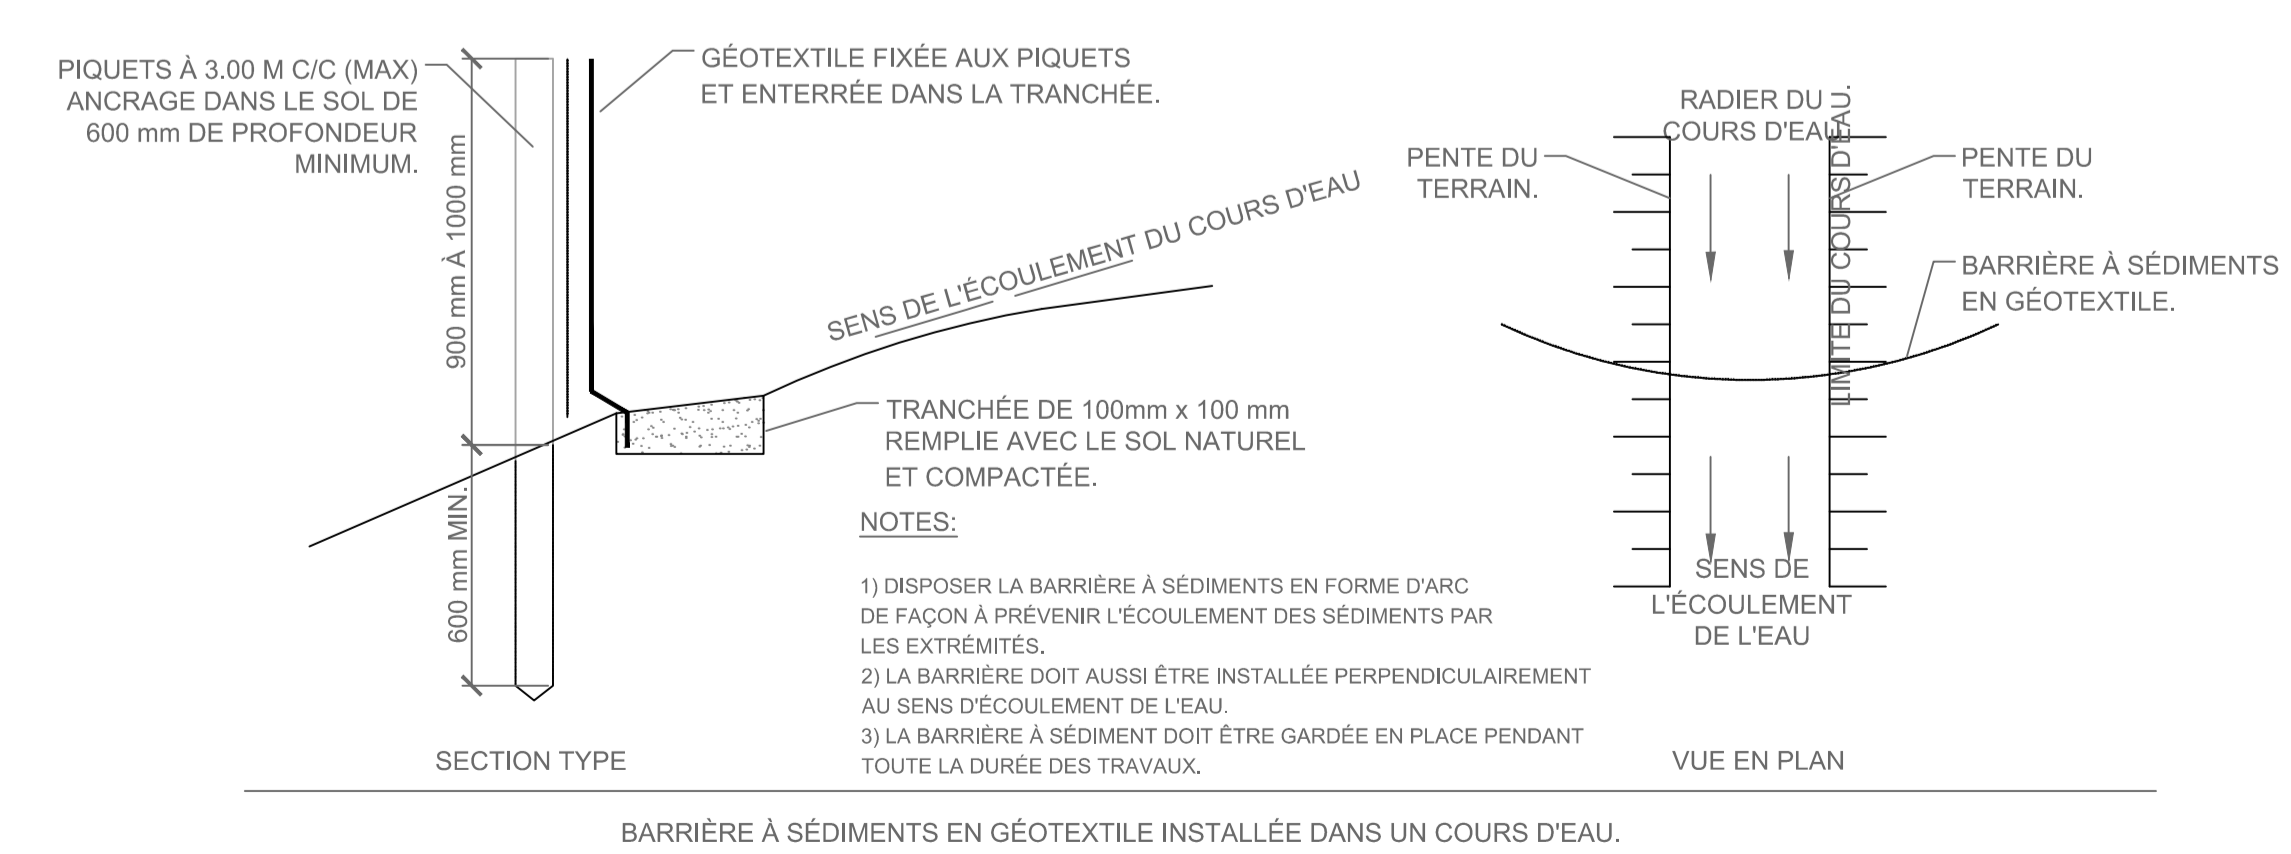 PIQUETS À 3.00 M C/C (MAX)
ANCRAGE DANS LE SOL DE
600 mm DE PROFONDEUR
MINIMUM.
900 mm À 1000 mm
600 mm MIN.
GÉOTEXTILE FIXÉE AUX PIQUETS
ET ENTERRÉE DANS LA TRANCHÉE.
SENS DE L'ÉCOULEMENT DU COURS D'EAU
TRANCHÉE DE 100mm x 100 mm
REMPLIE AVEC LE SOL NATUREL
ET COMPACTÉE.
NOTES:
1) DISPOSER LA BARRIÈRE À SÉDIMENTS EN FORME D'ARC
DE FAÇON À PRÉVENIR L'ÉCOULEMENT DES SÉDIMENTS PAR
LES EXTRÉMITÉS.
2) LA BARRIÈRE DOIT AUSSI ÊTRE INSTALLÉE PERPENDICULAIREMENT
AU SENS D'ÉCOULEMENT DE L'EAU.
3) LA BARRIÈRE À SÉDIMENT DOIT ÊTRE GARDÉE EN PLACE PENDANT
TOUTE LA DURÉE DES TRAVAUX.
SECTION TYPE
RADIER DU
COURS D'EAU
LIMITE DU COURS D'EAU.
PENTE DU
TERRAIN.
PENTE DU
TERRAIN.
BARRIÈRE À SÉDIMENTS
EN GÉOTEXTILE.
SENS DE
L'ÉCOULEMENT
DE L'EAU
VUE EN PLAN
BARRIÈRE À SÉDIMENTS EN GÉOTEXTILE INSTALLÉE DANS UN COURS D'EAU.